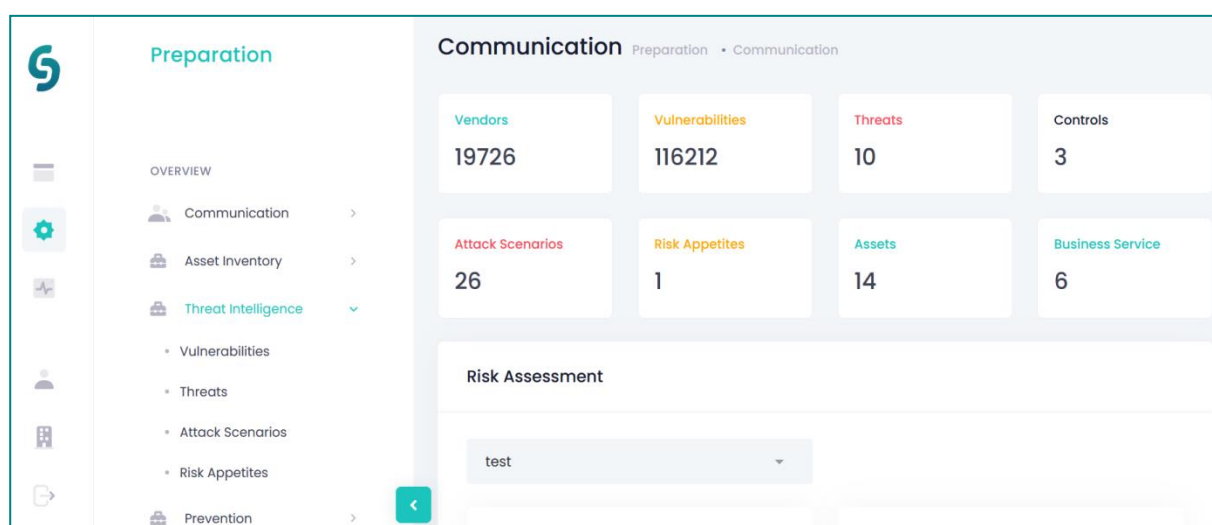 Preparation
OVERVIEW
Communication
Asset Inventory
Threat Intelligence
Vulnerabilities
Threats
Attack Scenarios
Risk Appetites
Prevention
Communication Preparation • Communication
Vendors
19726
Vulnerabilities
116212
Threats
10
Controls
3
Attack Scenarios
26
Risk Appetites
1
Assets
14
Business Service
6
Risk Assessment
test